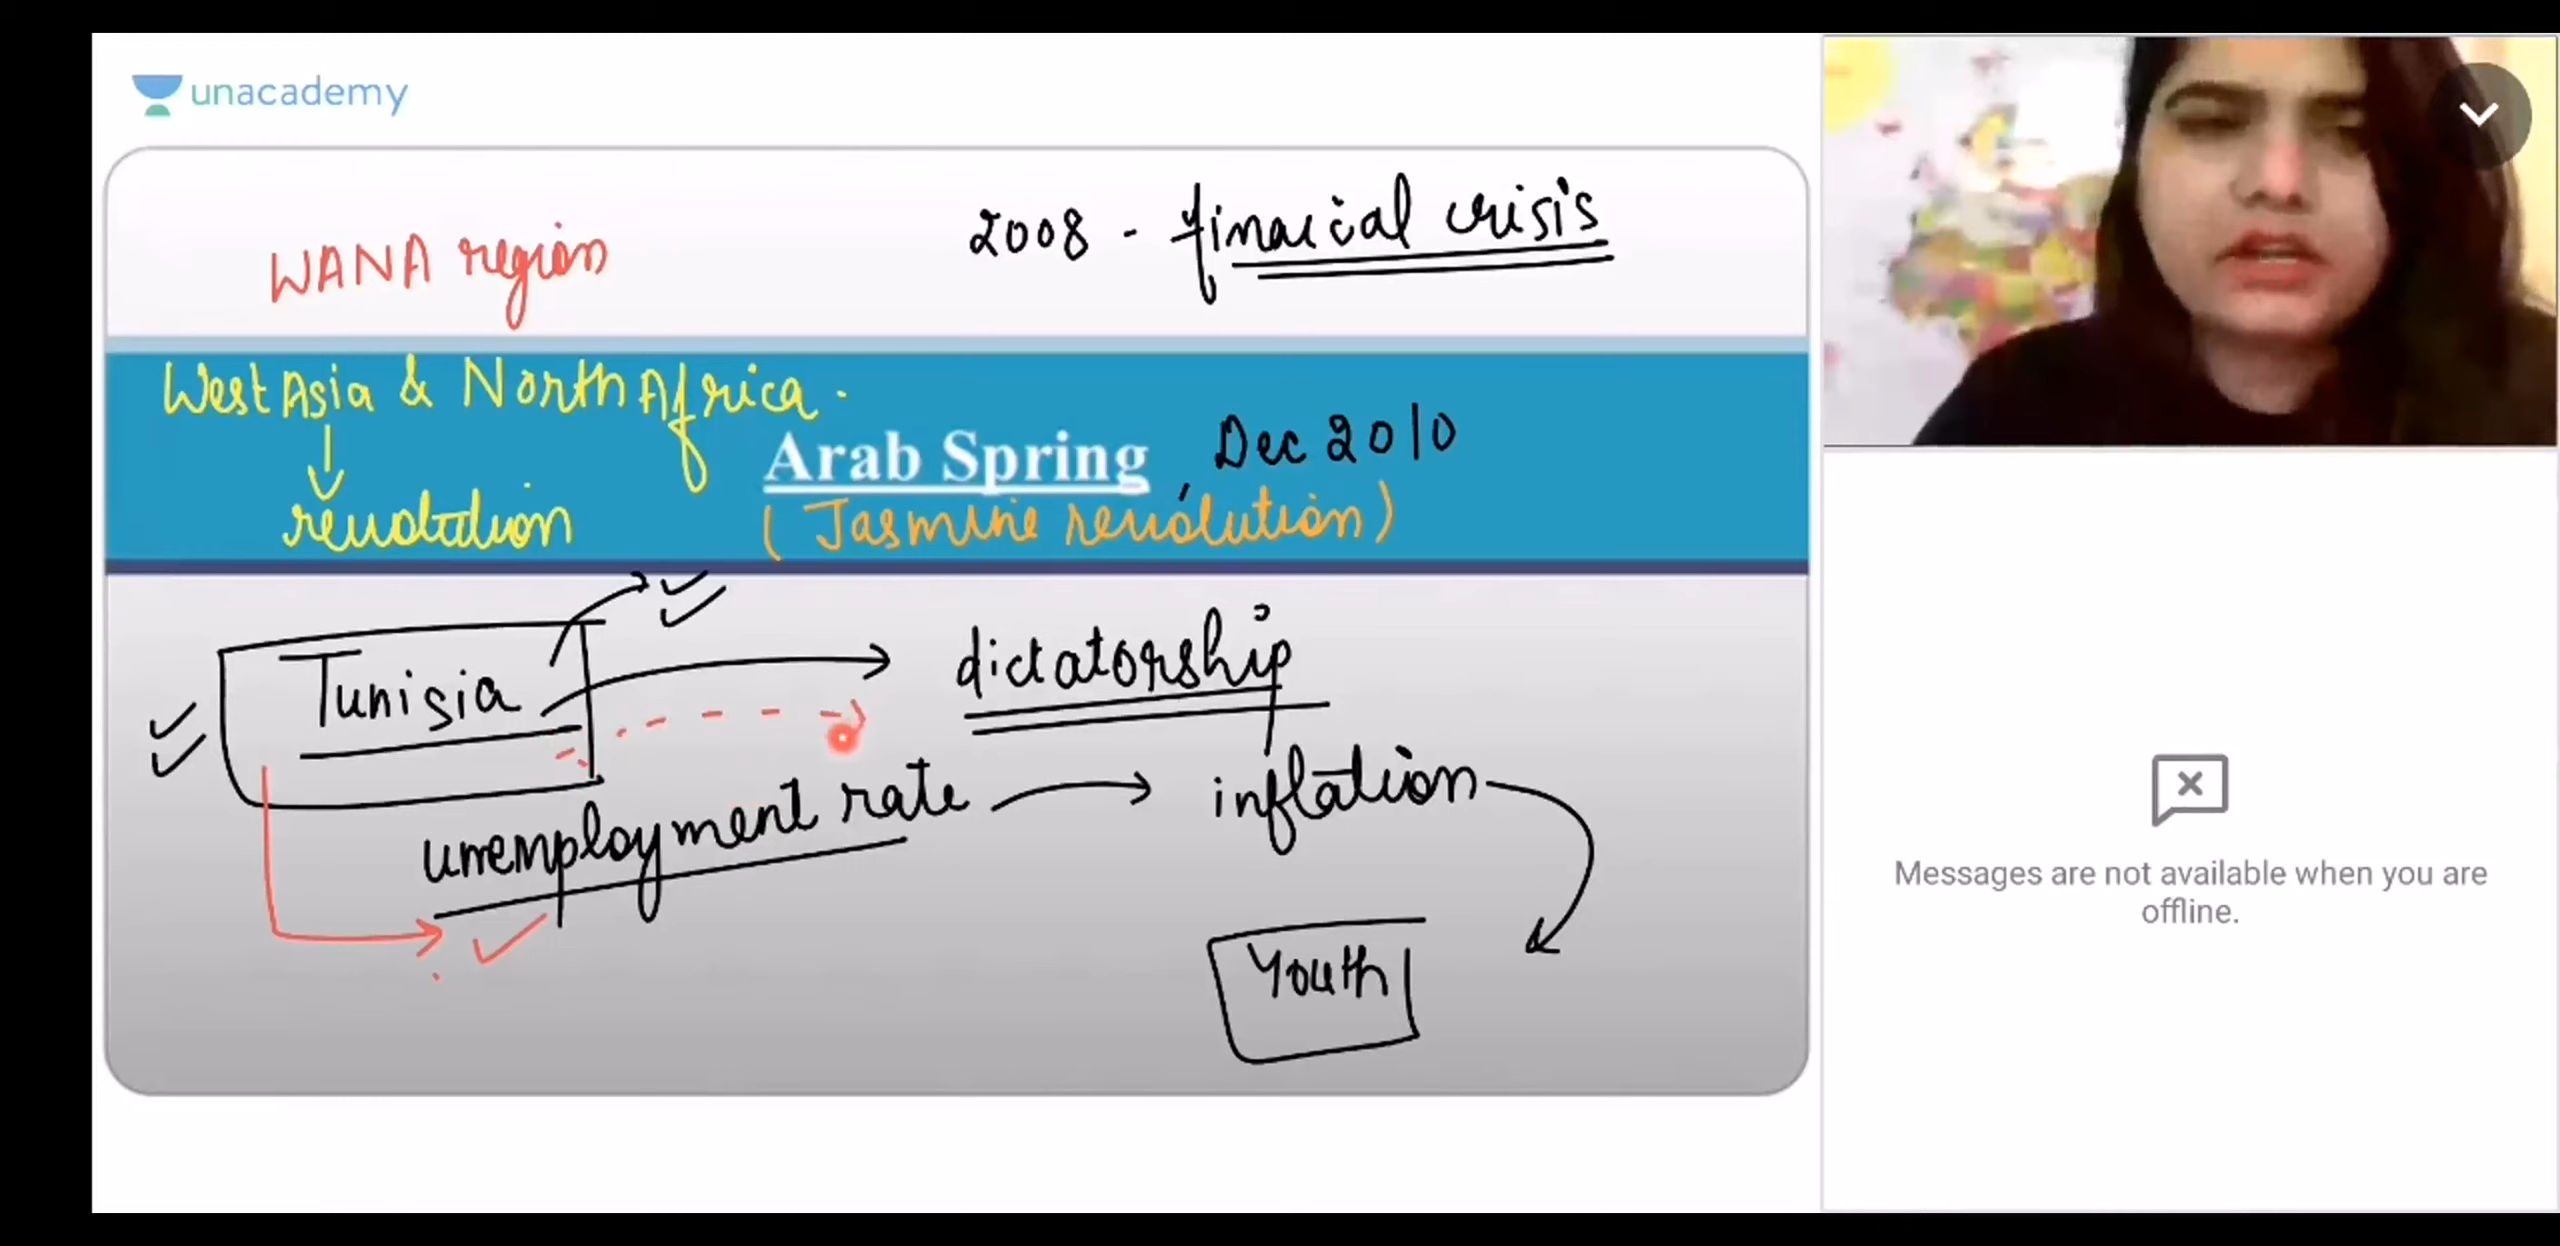 unacademy
WANA region
2008 - financial crisis
West Asia & North Africa.
revolution
Arab Spring, Dec 2010
(Jasmine revolution)
Tunisia
dictatorship
unemployment rate
inflation
Youth
Messages are not available when you are
offline.